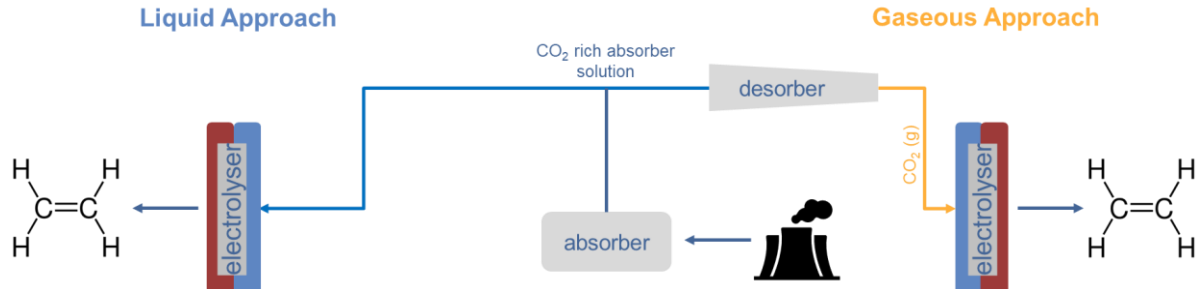 Liquid Approach
Gaseous Approach
CO₂ rich absorber
solution
desorber
CO₂ (g)
electrolyser
electrolyser
absorber
H
H
C=C
H
H
H
H
C=C
H
H